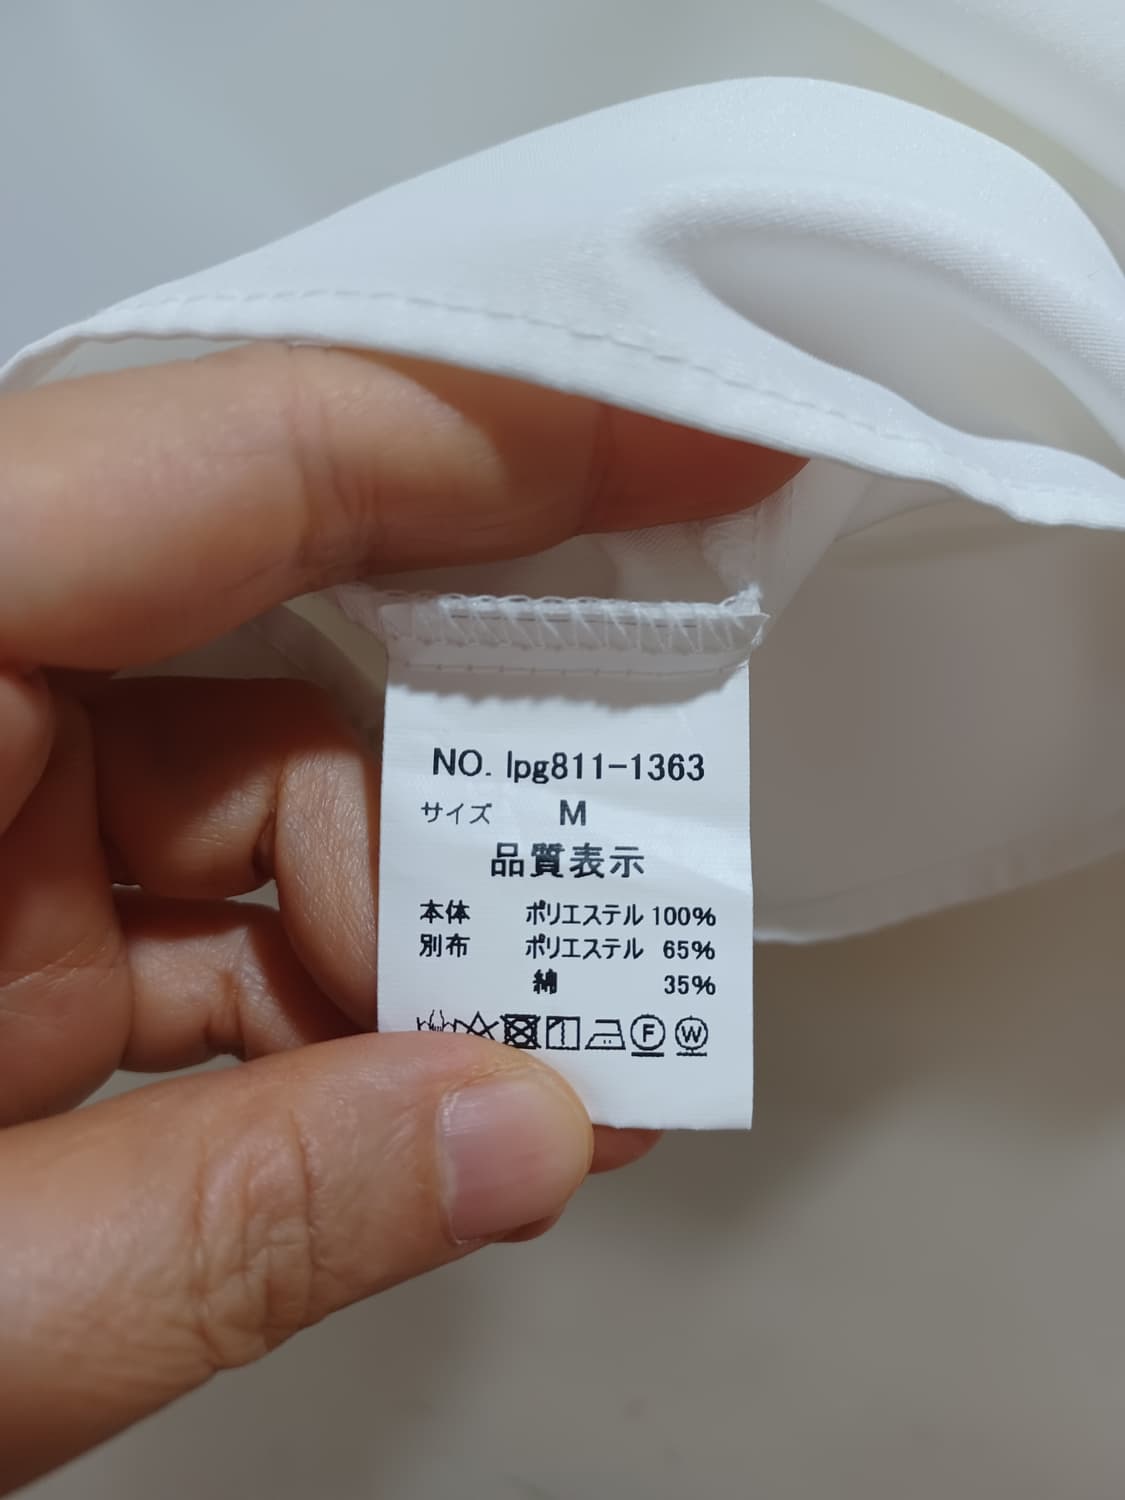 NO. lpg811-1363
サイズ M
品質表示
本体 ポリエステル 100%
別布 ポリエステル 65%
綿 35%
F W